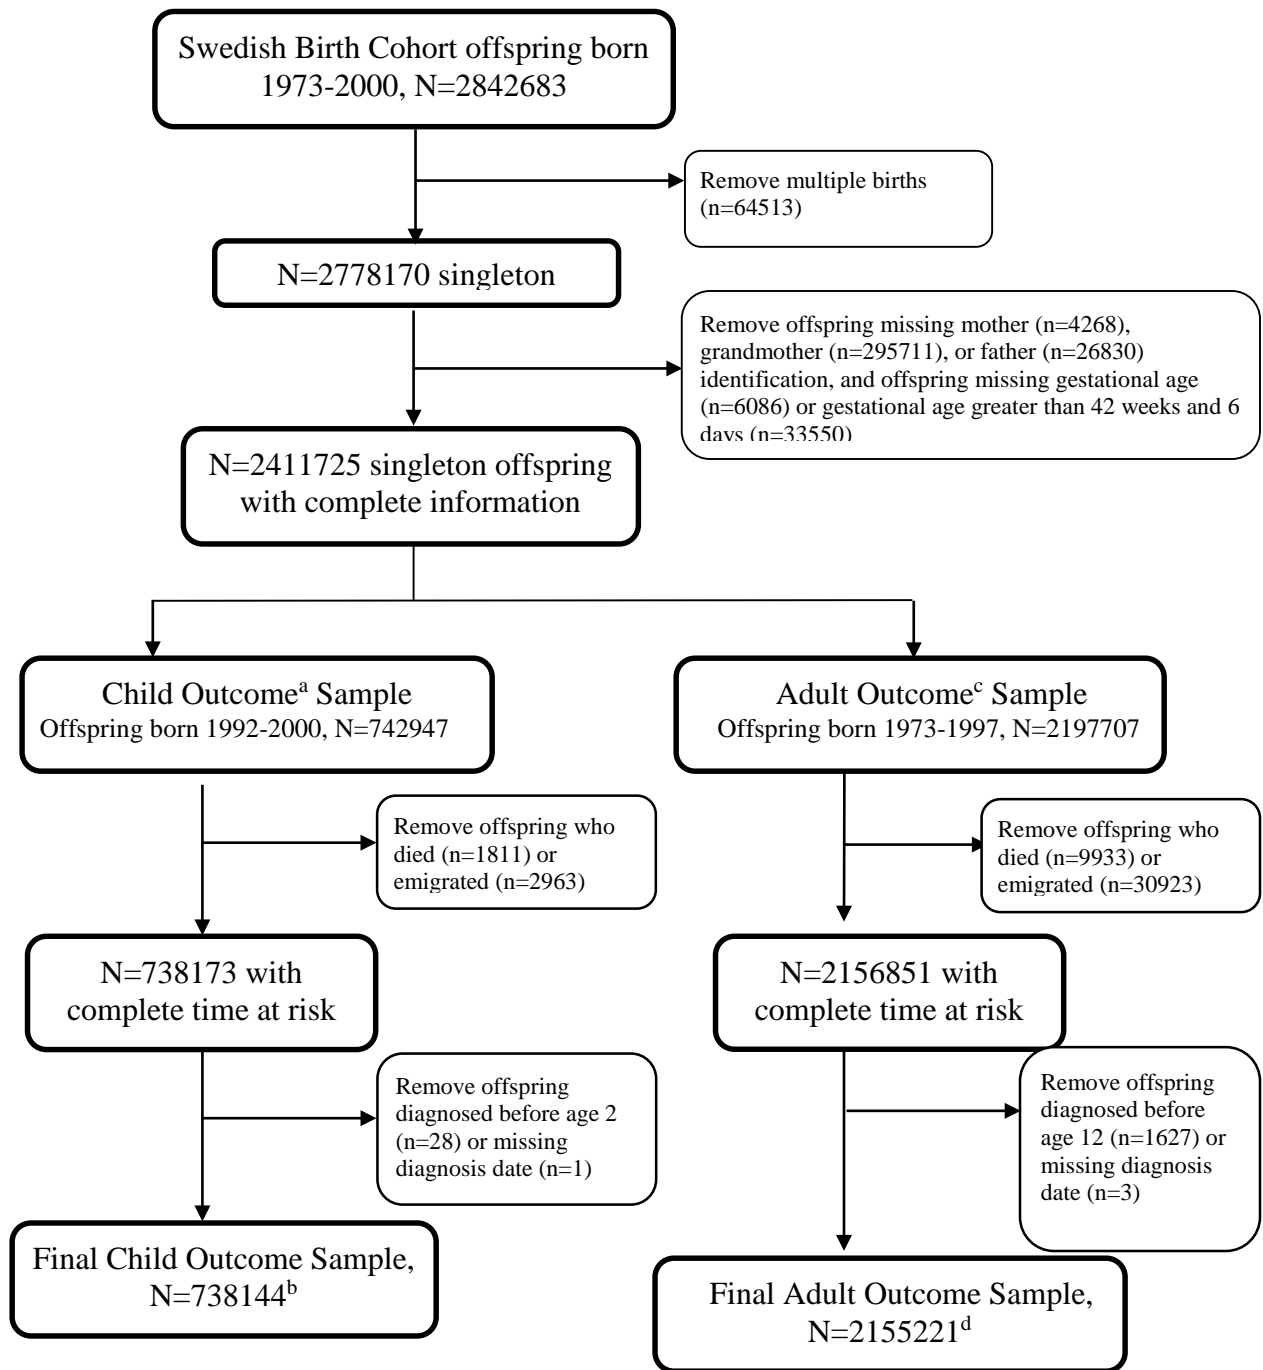 Swedish Birth Cohort offspring born
1973-2000, N=2842683
Remove multiple births
(n=64513)
N=2778170 singleton
Remove offspring missing mother (n=4268),
grandmother (n=295711), or father (n=26830)
identification, and offspring missing gestational age
(n=6086) or gestational age greater than 42 weeks and 6
days (n=33550)
N=2411725 singleton offspring
with complete information
Child Outcomeᵃ Sample
Offspring born 1992-2000, N=742947
Adult Outcomeᶜ Sample
Offspring born 1973-1997, N=2197707
Remove offspring who
died (n=1811) or
emigrated (n=2963)
Remove offspring who
died (n=9933) or
emigrated (n=30923)
N=738173 with
complete time at risk
N=2156851 with
complete time at risk
Remove offspring
diagnosed before age 2
(n=28) or missing
diagnosis date (n=1)
Remove offspring
diagnosed before
age 12 (n=1627) or
missing diagnosis
date (n=3)
Final Child Outcome Sample,
N=738144ᵇ
Final Adult Outcome Sample,
N=2155221ᵈ